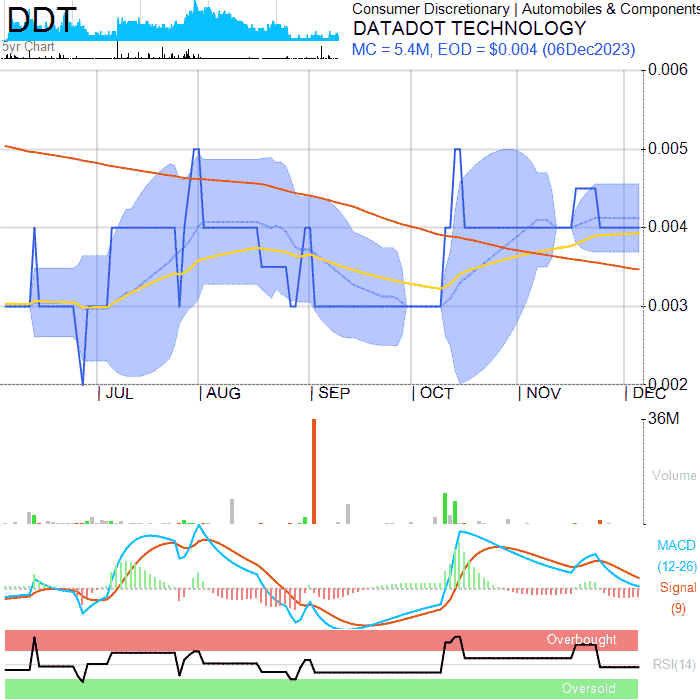 DDT
5yr Chart
Consumer Discretionary | Automobiles & Components
DATADOT TECHNOLOGY
MC = 5.4M, EOD = $0.004 (06Dec2023)
0.006
0.005
0.004
0.003
0.002
JUL
AUG
SEP
OCT
NOV
DEC
36M
Volume
MACD
(12-26)
Signal
(9)
Overbought
RSI(14)
Oversold